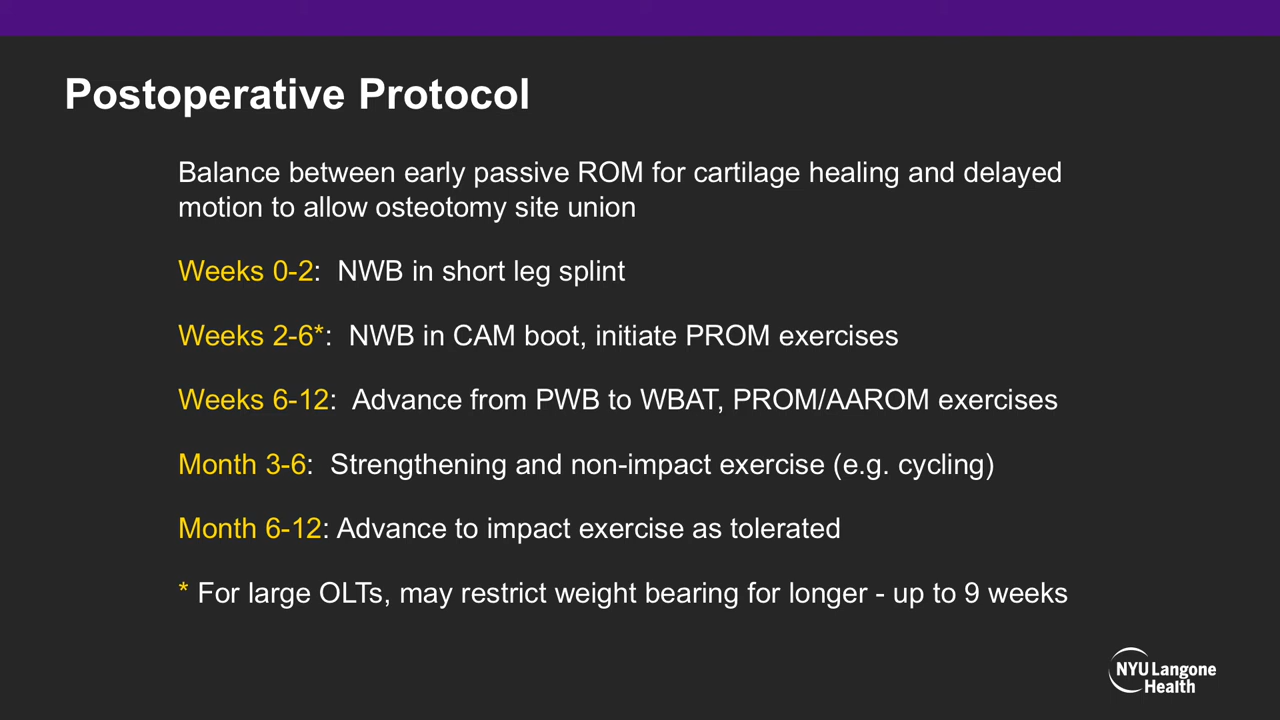 Postoperative Protocol
Balance between early passive ROM for cartilage healing and delayed
motion to allow osteotomy site union
Weeks 0-2:  NWB in short leg splint
Weeks 2-6*:  NWB in CAM boot, initiate PROM exercises
Weeks 6-12:  Advance from PWB to WBAT, PROM/AAROM exercises
Month 3-6:  Strengthening and non-impact exercise (e.g. cycling)
Month 6-12: Advance to impact exercise as tolerated
* For large OLTs, may restrict weight bearing for longer - up to 9 weeks
NYU Langone
Health